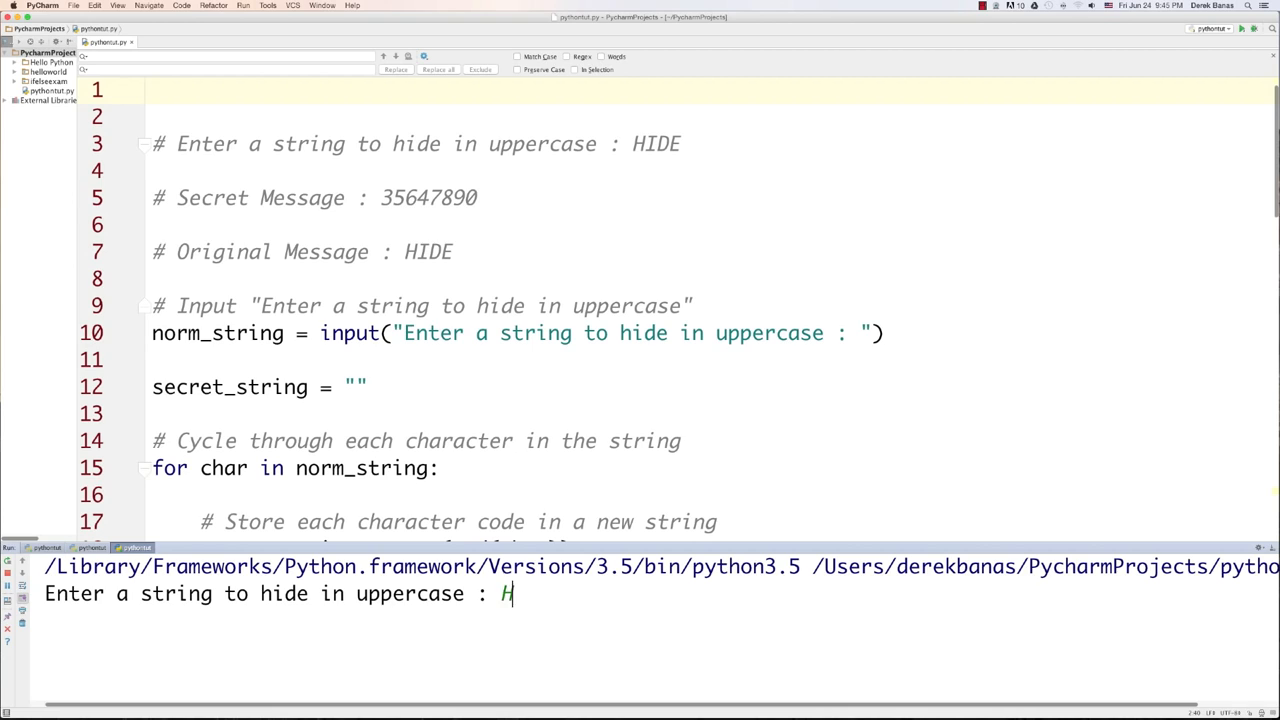 PyCharm File Edit View Navigate Code Refactor Run Tools VCS Window Help Fri Jun 24 9:45 PM Derek Banas
pythontut.py - PycharmProjects - [~/PycharmProjects]
PycharmProjects pythontut.py pythontut
pythontut.py
PycharmProject
Hello Python
helloworld
ifelseexam
pythontut.py
External Librarie
Match Case Regex Words
Replace Replace all Exclude Preserve Case In Selection
1
2
3 # Enter a string to hide in uppercase : HIDE
4
5 # Secret Message : 35647890
6
7 # Original Message : HIDE
8
9 # Input "Enter a string to hide in uppercase"
10 norm_string = input("Enter a string to hide in uppercase : ")
11
12 secret_string = ""
13
14 # Cycle through each character in the string
15 for char in norm_string:
16
17 # Store each character code in a new string
Run: pythontut pythontut pythontut
/Library/Frameworks/Python.framework/Versions/3.5/bin/python3.5 /Users/derekbanas/PycharmProjects/pytho
Enter a string to hide in uppercase : H
2:40 LF‡ UTF-8‡